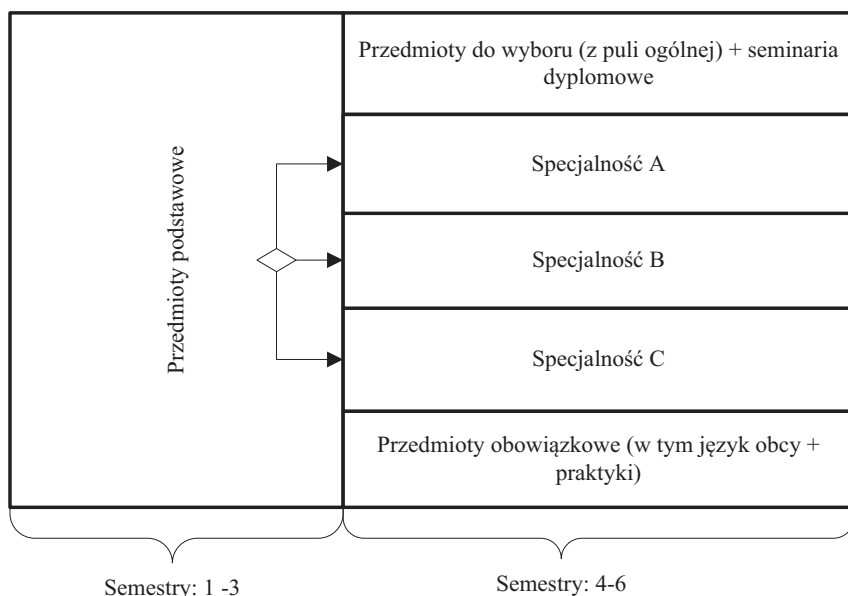 Przedmioty podstawowe
Przedmioty do wyboru (z puli ogólnej) + seminaria
dyplomowe
Specjalność A
Specjalność B
Specjalność C
Przedmioty obowiązkowe (w tym język obcy +
praktyki)
Semestry: 1 -3
Semestry: 4-6